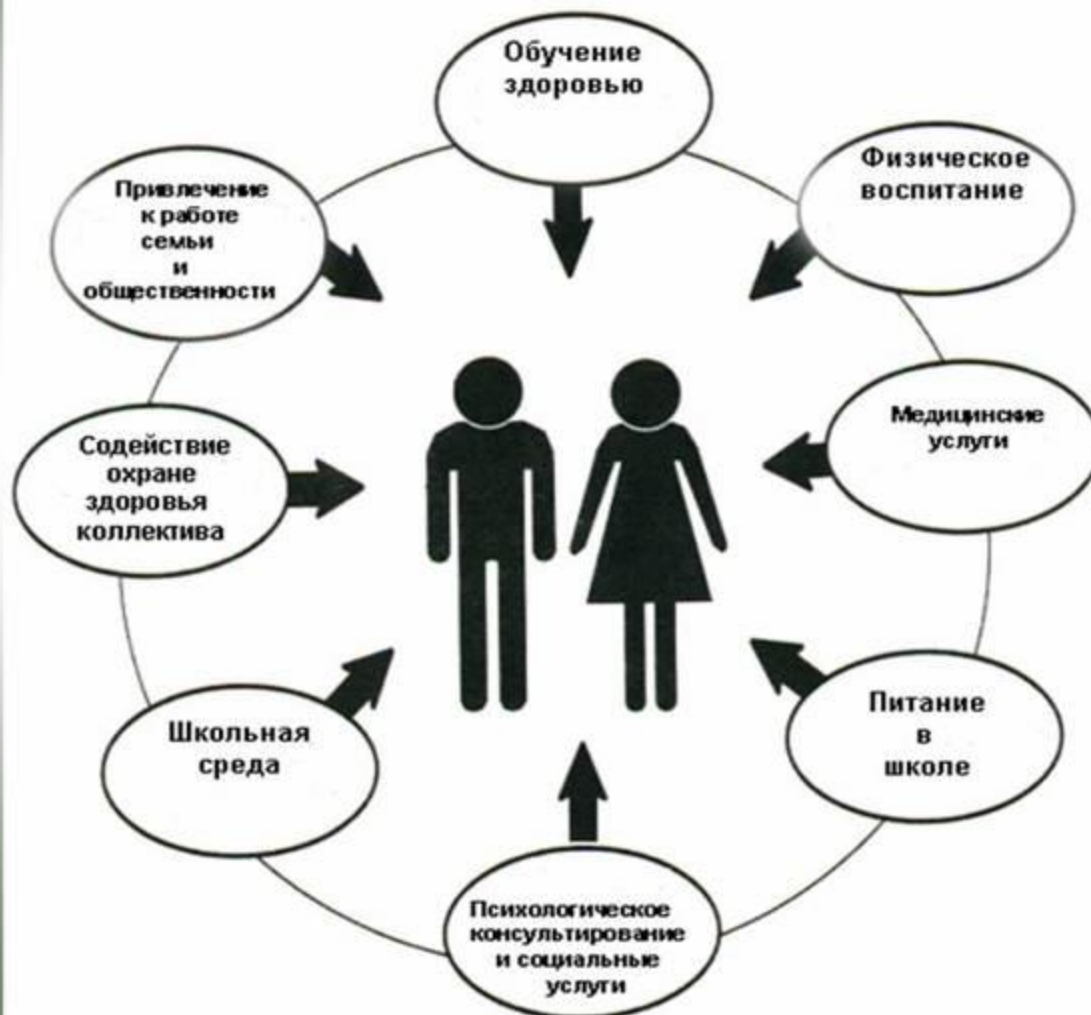 Обучение
здоровью
Физическое
воспитание
Медицинские
услуги
Питание
в
школе
Психологическое
консультирование
и социальные
услуги
Школьная
среда
Содействие
охране
здоровья
коллектива
Привлечение
к работе
семьи
и
общественности